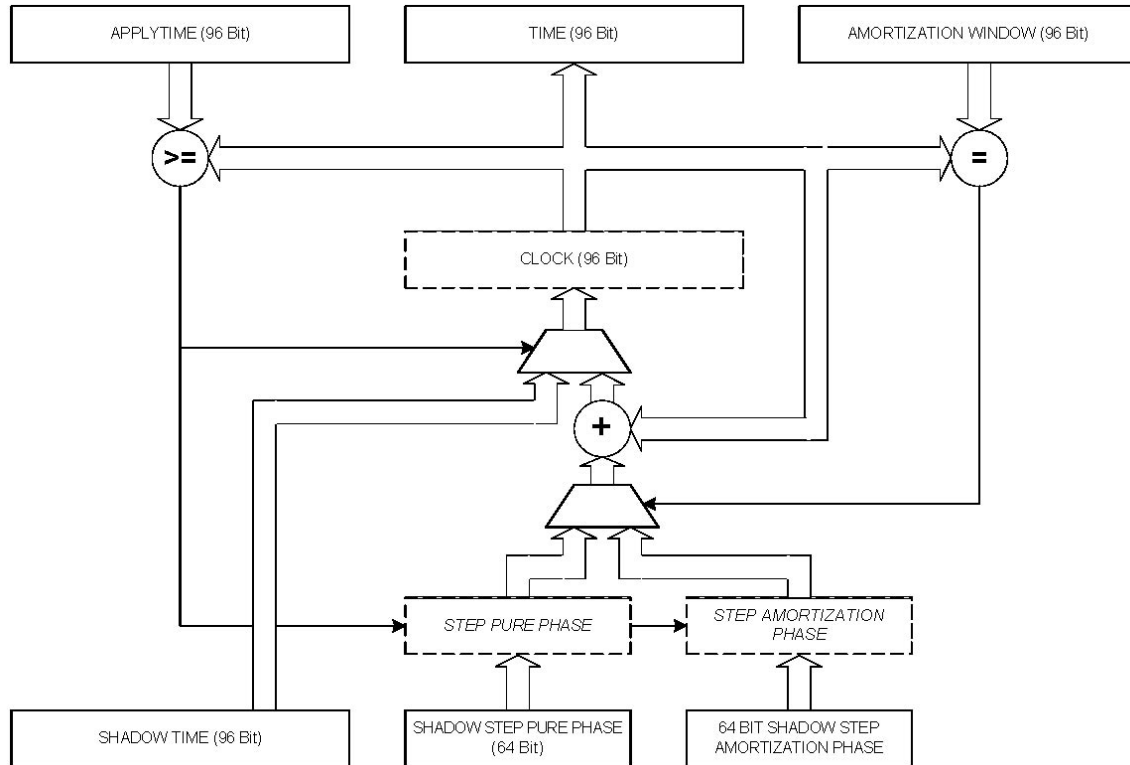 APPLYTIME (96 Bit)
TIME (96 Bit)
AMORTIZATION WINDOW (96 Bit)
>=
=
CLOCK (96 Bit)
+
STEP PURE PHASE
STEP AMORTIZATION
PHASE
SHADOW TIME (96 Bit)
SHADOW STEP PURE PHASE
(64 Bit)
64 BIT SHADOW STEP
AMORTIZATION PHASE